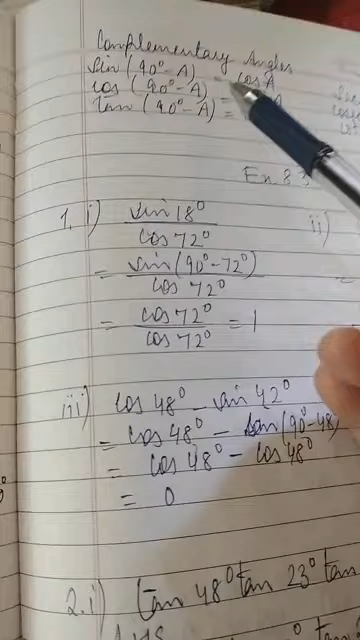 Complementary Angles
sin(90°-A) = cos A
cos (90°-A) =
tan (90°-A) =
Sec
cose
Ex 8.3
1. i) sin 18°
cos 72°
ii)
= sin(90°-72°)
cos 72°
= cos 72°
cos 72°
= 1
iii) cos 48° - sin 42°
= cos 48° - sin (90°-48)
= cos 48° - cos 48°
= 0
2. i) (tan 48° tan 23° tan